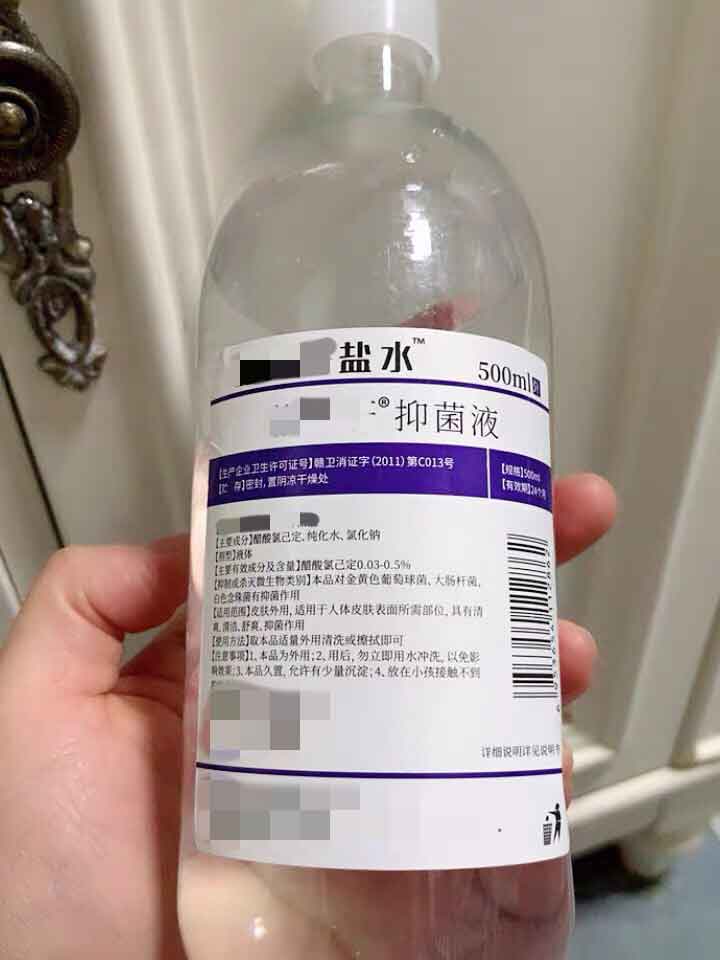 盐水™
500ml
®抑菌液
【生产企业卫生许可证号】赣卫消证字(2011)第C013号
【贮 存】密封,置阴凉干燥处
【规格】500ml
【有效期】24个月
【主要成分】醋酸氯己定、纯化水、氯化钠
【剂型】液体
【主要有效成分及含量】醋酸氯己定0.03-0.5%
【抑制或杀灭微生物类别】本品对金黄色葡萄球菌、大肠杆菌、
白色念珠菌有抑菌作用
【适用范围】皮肤外用,适用于人体皮肤表面所需部位,具有清
爽、清洁、舒爽、抑菌作用
【使用方法】取本品适量外用清洗或擦拭即可
【注意事项】1、本品为外用;2、用后,勿立即用水冲洗,以免影
响效果;3、本品久置,允许有少量沉淀;4、放在小孩接触不到
详细说明详见说明书